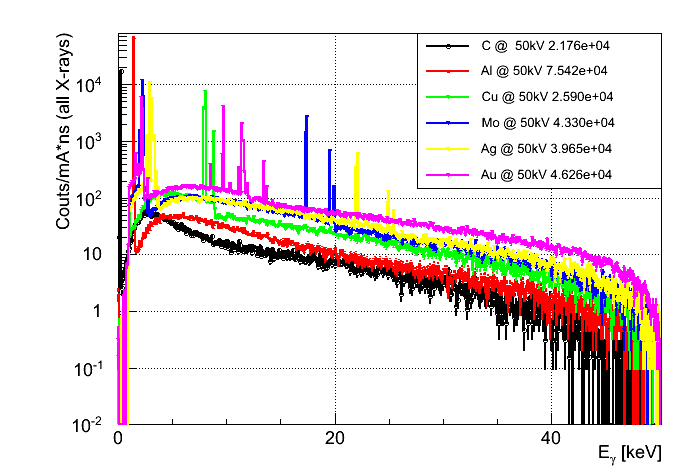 Couts/mA*ns (all X-rays)
10^4
10^3
10^2
10
1
10^-1
10^-2
C @  50kV 2.176e+04
Al @ 50kV 7.542e+04
Cu @ 50kV 2.590e+04
Mo @ 50kV 4.330e+04
Ag @ 50kV 3.965e+04
Au @ 50kV 4.626e+04
0
20
40
E_γ [keV]